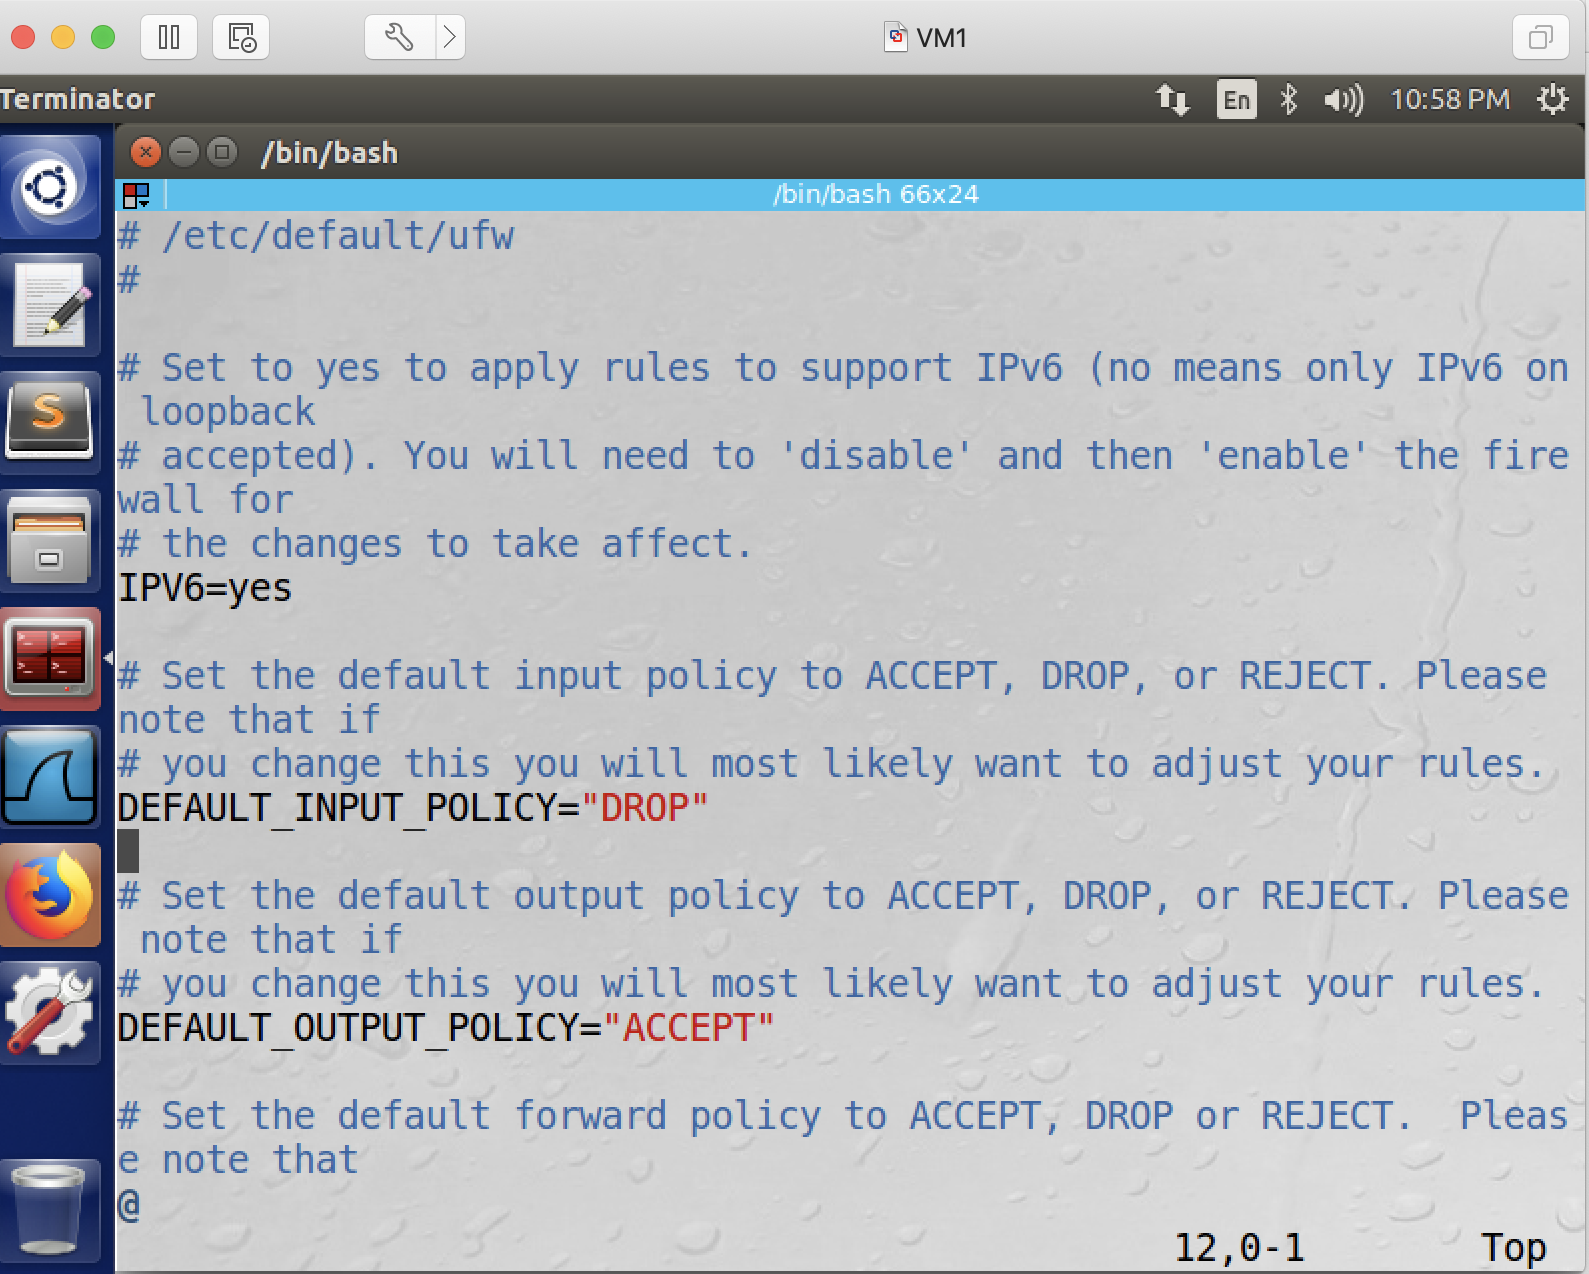 VM1
Terminator
En
10:58 PM
/bin/bash
/bin/bash 66x24
# /etc/default/ufw
#
# Set to yes to apply rules to support IPv6 (no means only IPv6 on
 loopback
# accepted). You will need to 'disable' and then 'enable' the fire
wall for
# the changes to take affect.
IPV6=yes
# Set the default input policy to ACCEPT, DROP, or REJECT. Please
note that if
# you change this you will most likely want to adjust your rules.
DEFAULT_INPUT_POLICY="DROP"
# Set the default output policy to ACCEPT, DROP, or REJECT. Please
 note that if
# you change this you will most likely want to adjust your rules.
DEFAULT_OUTPUT_POLICY="ACCEPT"
# Set the default forward policy to ACCEPT, DROP or REJECT.  Pleas
e note that
@
12,0-1 Top